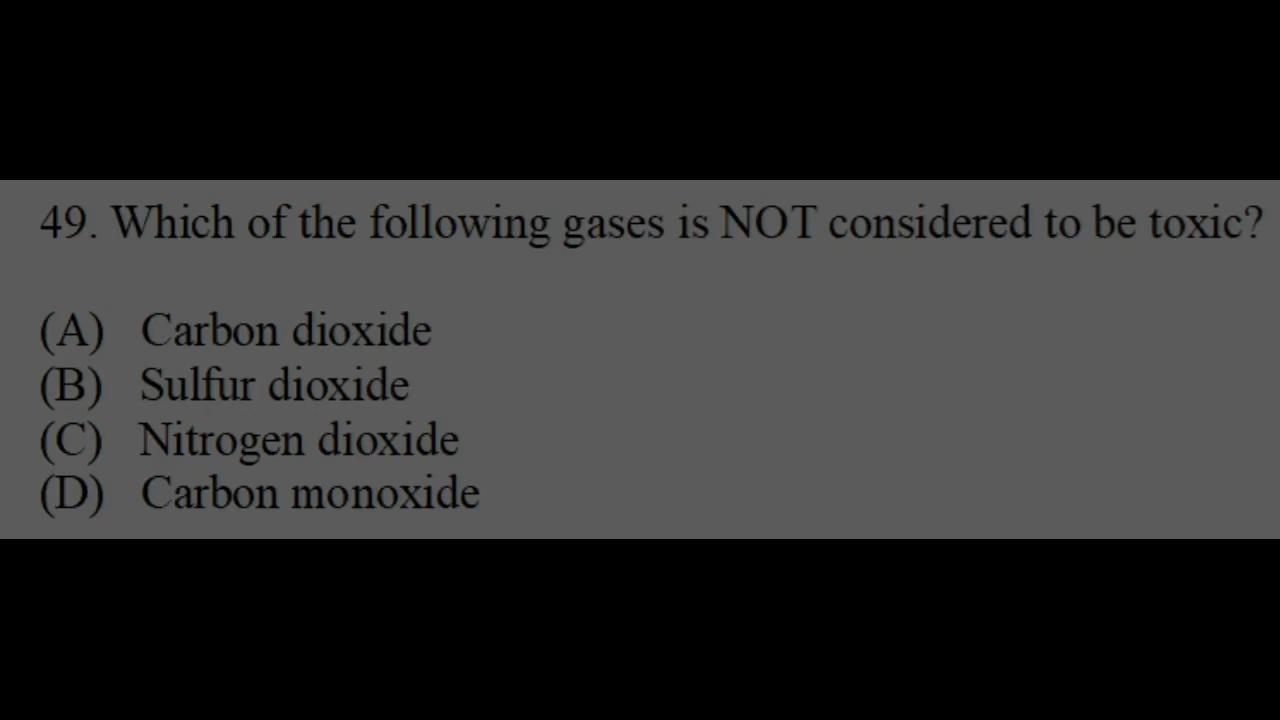 49. Which of the following gases is NOT considered to be toxic?
(A) Carbon dioxide
(B) Sulfur dioxide
(C) Nitrogen dioxide
(D) Carbon monoxide